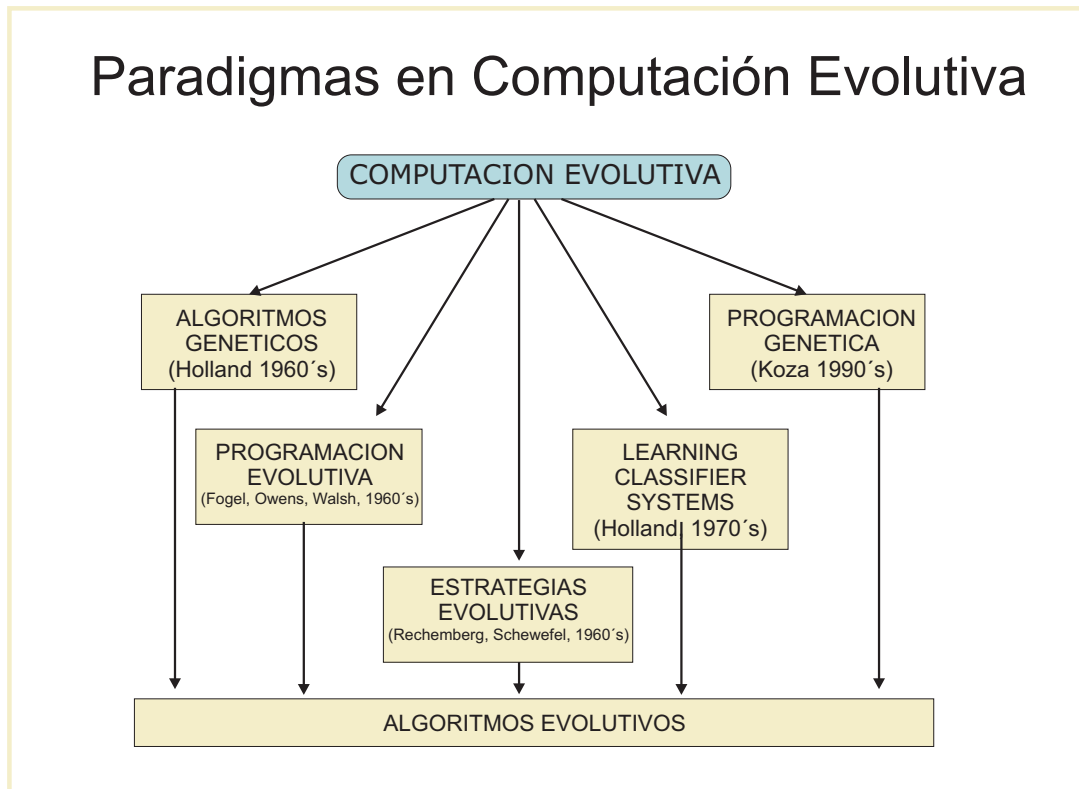 Paradigmas en Computación Evolutiva
COMPUTACION EVOLUTIVA
ALGORITMOS
GENETICOS
(Holland 1960´s)
PROGRAMACION
GENETICA
(Koza 1990´s)
PROGRAMACION
EVOLUTIVA
(Fogel, Owens, Walsh, 1960´s)
LEARNING
CLASSIFIER
SYSTEMS
(Holland, 1970´s)
ESTRATEGIAS
EVOLUTIVAS
(Rechemberg, Schewefel, 1960´s)
ALGORITMOS EVOLUTIVOS